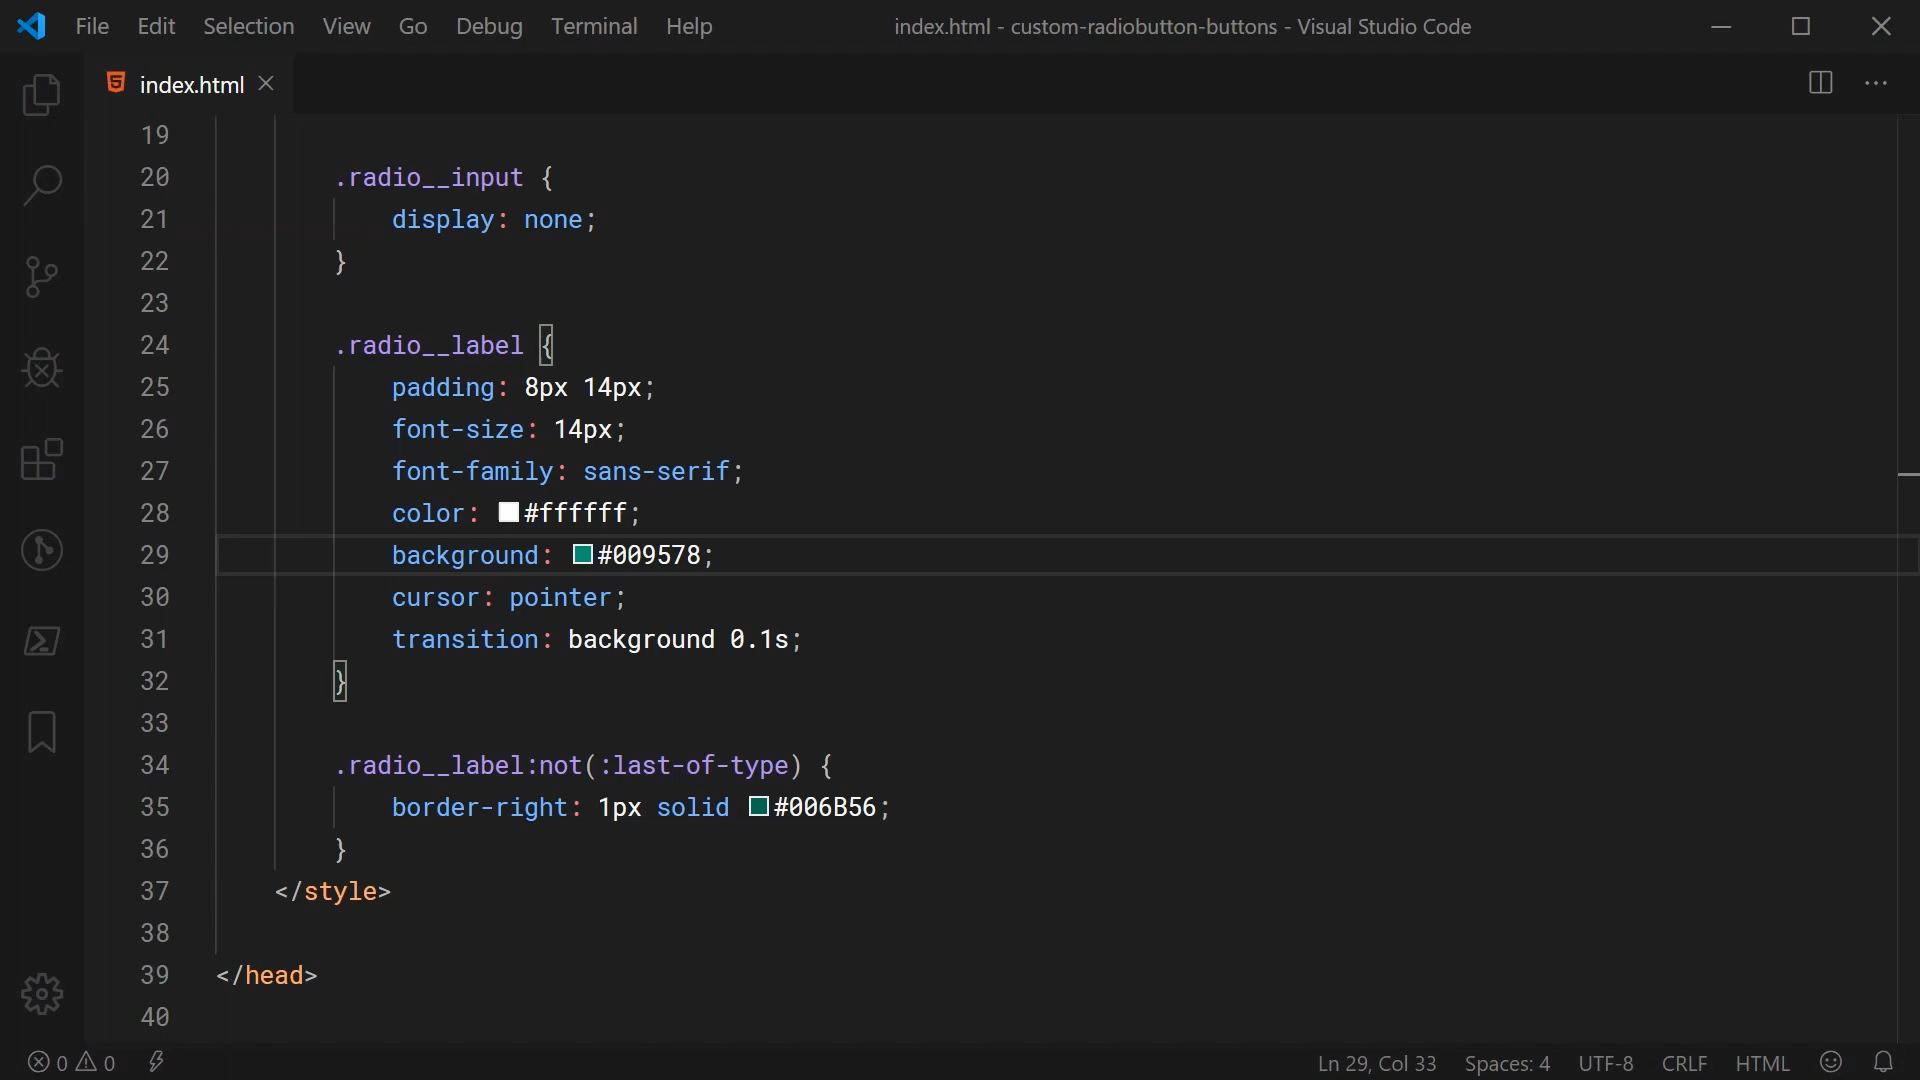 File Edit Selection View Go Debug Terminal Help index.html - custom-radiobutton-buttons - Visual Studio Code
index.html
19
20 .radio__input {
21 display: none;
22 }
23
24 .radio__label {
25 padding: 8px 14px;
26 font-size: 14px;
27 font-family: sans-serif;
28 color: #ffffff;
29 background: #009578;
30 cursor: pointer;
31 transition: background 0.1s;
32 }
33
34 .radio__label:not(:last-of-type) {
35 border-right: 1px solid #006B56;
36 }
37 </style>
38
39 </head>
40
0 0 Ln 29, Col 33 Spaces: 4 UTF-8 CRLF HTML